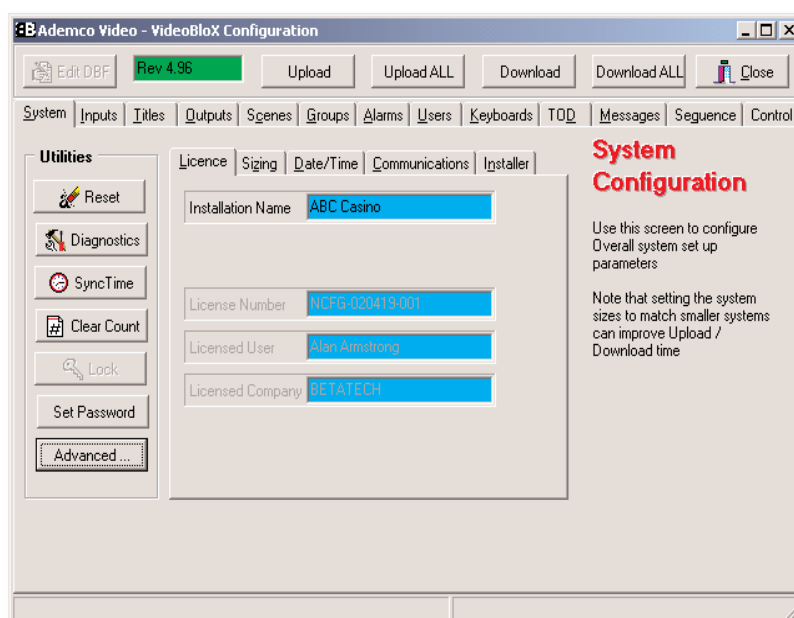 Ademco Video - VideoBloX Configuration
Edit DBF
Rev 4.96
Upload
Upload ALL
Download
Download ALL
Close
System
Inputs
Titles
Outputs
Scenes
Groups
Alarms
Users
Keyboards
TOD
Messages
Sequence
Control
Utilities
Reset
Diagnostics
SyncTime
Clear Count
Lock
Set Password
Advanced ...
Licence
Sizing
Date/Time
Communications
Installer
Installation Name
ABC Casino
License Number
NCFG-020419-001
Licensed User
Alan Armstrong
Licensed Company
BETATECH
System
Configuration
Use this screen to configure
Overall system set up
parameters
Note that setting the system
sizes to match smaller systems
can improve Upload /
Download time